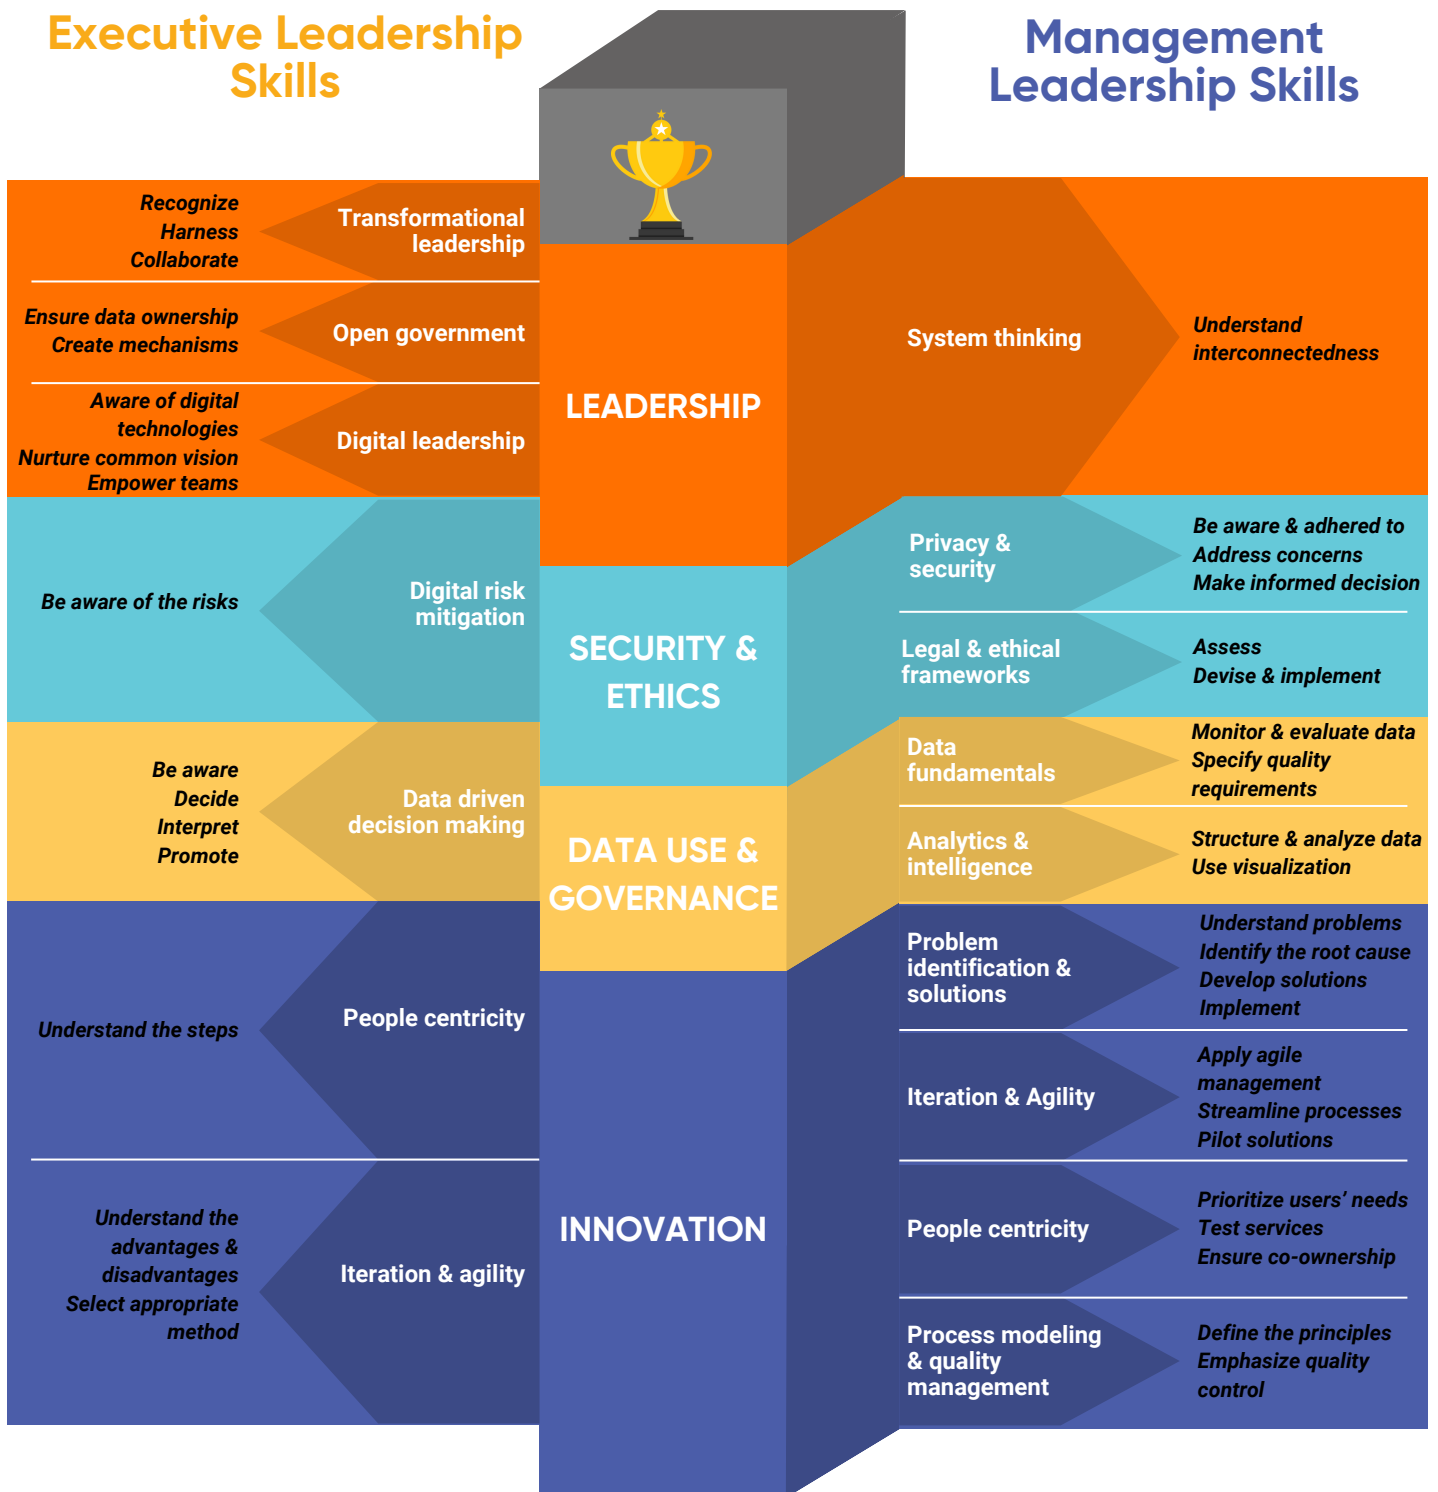 Executive Leadership
Skills
Recognize
Harness
Collaborate
Transformational
leadership
Ensure data ownership
Create mechanisms
Open government
Aware of digital
technologies
Nurture common vision
Empower teams
Digital leadership
Be aware of the risks
Digital risk
mitigation
Be aware
Decide
Interpret
Promote
Data driven
decision making
Understand the steps
People centricity
Understand the
advantages &
disadvantages
Select appropriate
method
Iteration & agility
LEADERSHIP
SECURITY &
ETHICS
DATA USE &
GOVERNANCE
INNOVATION
Management
Leadership Skills
System thinking
Understand
interconnectedness
Privacy &
security
Be aware & adhered to
Address concerns
Make informed decision
Legal & ethical
frameworks
Assess
Devise & implement
Data
fundamentals
Monitor & evaluate data
Specify quality
requirements
Analytics &
intelligence
Structure & analyze data
Use visualization
Problem
identification &
solutions
Understand problems
Identify the root cause
Develop solutions
Implement
Iteration & Agility
Apply agile
management
Streamline processes
Pilot solutions
People centricity
Prioritize users’ needs
Test services
Ensure co-ownership
Process modeling
& quality
management
Define the principles
Emphasize quality
control